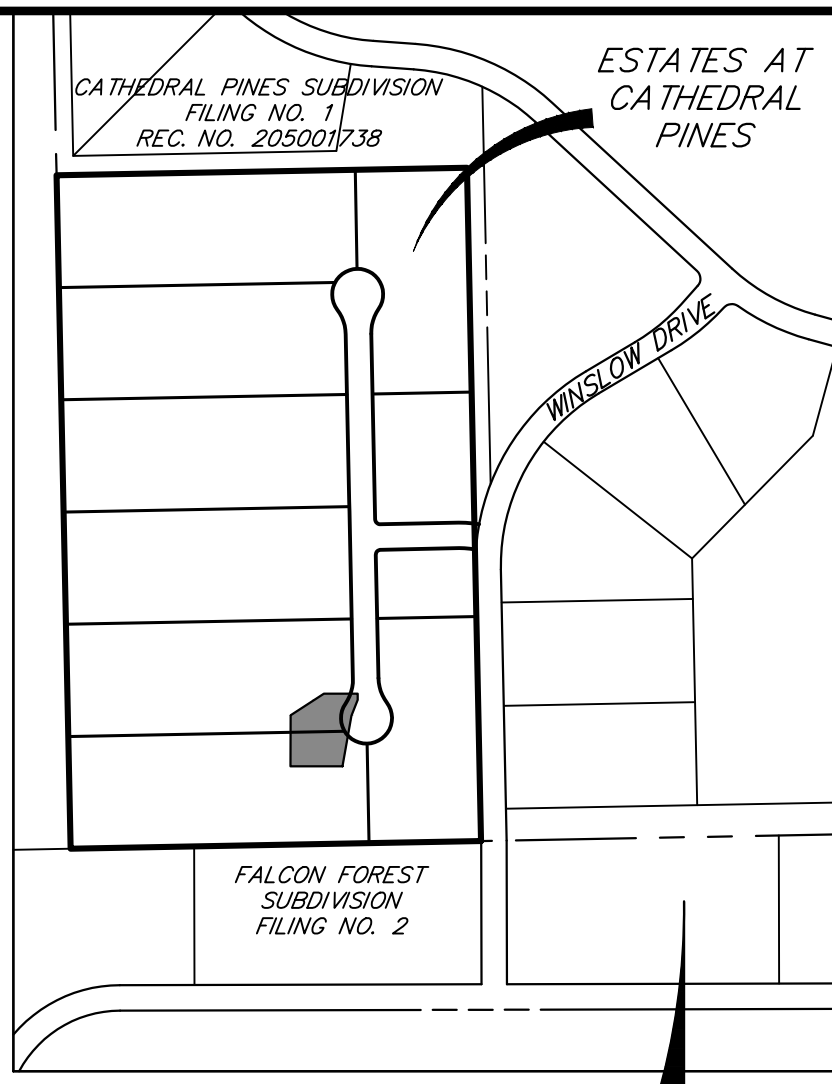 ESTATES AT
CATHEDRAL
PINES
CATHEDRAL PINES SUBDIVISION
FILING NO. 1
REC. NO. 205001738
WINSLOW DRIVE
FALCON FOREST
SUBDIVISION
FILING NO. 2